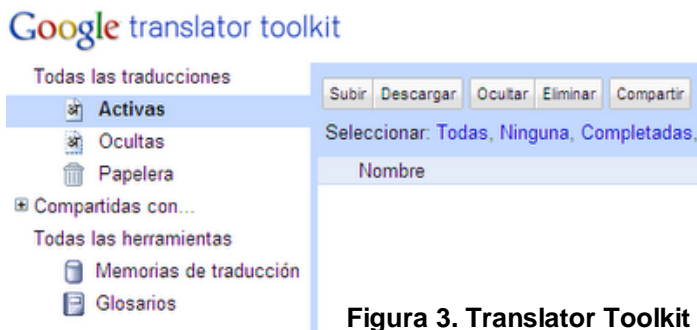 Google translator toolkit
Todas las traducciones
Activas
Ocultas
Papelera
Compartidas con...
Todas las herramientas
Memorias de traducción
Glosarios
Subir Descargar Ocultar Eliminar Compartir
Seleccionar: Todas, Ninguna, Completadas,
Nombre
Figura 3. Translator Toolkit